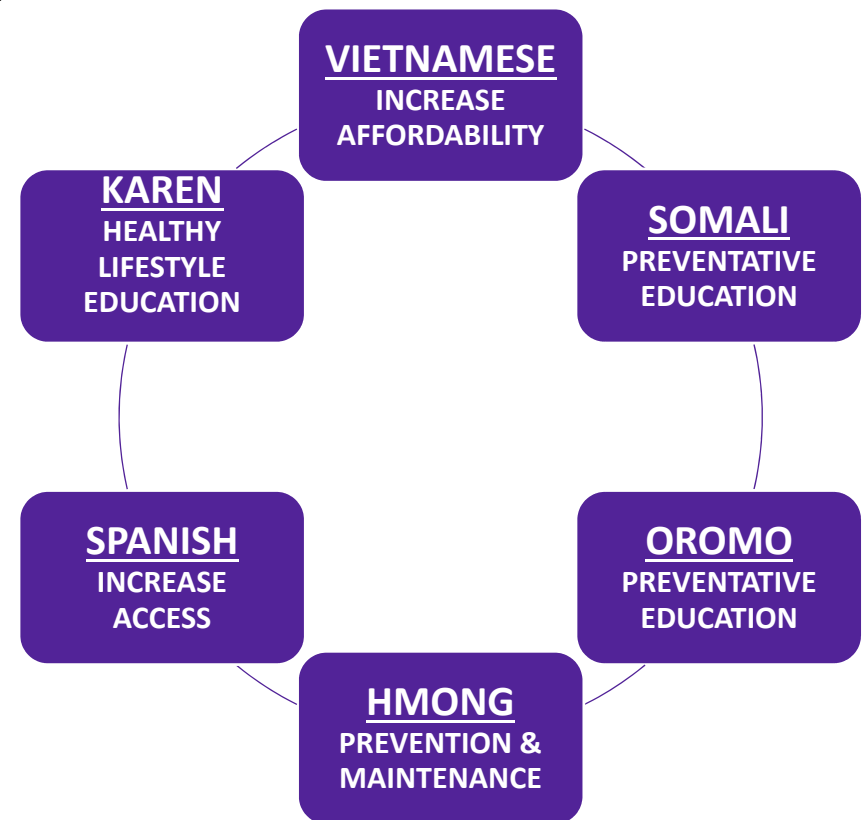 VIETNAMESE
INCREASE
AFFORDABILITY
SOMALI
PREVENTATIVE
EDUCATION
OROMO
PREVENTATIVE
EDUCATION
HMONG
PREVENTION &
MAINTENANCE
SPANISH
INCREASE
ACCESS
KAREN
HEALTHY
LIFESTYLE
EDUCATION